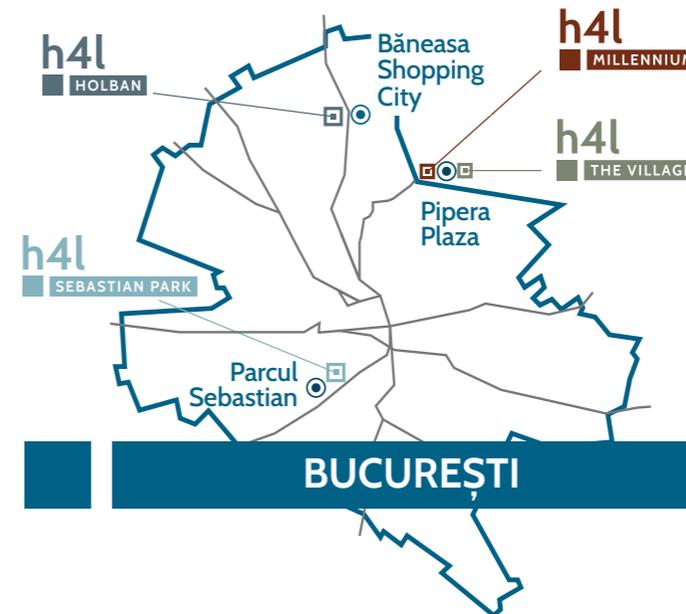 h4l
HOLBAN
Băneasa
Shopping
City
h4l
MILLENNIUM
h4l
THE VILLAGE
Pipera
Plaza
h4l
SEBASTIAN PARK
Parcul
Sebastian
BUCUREȘTI